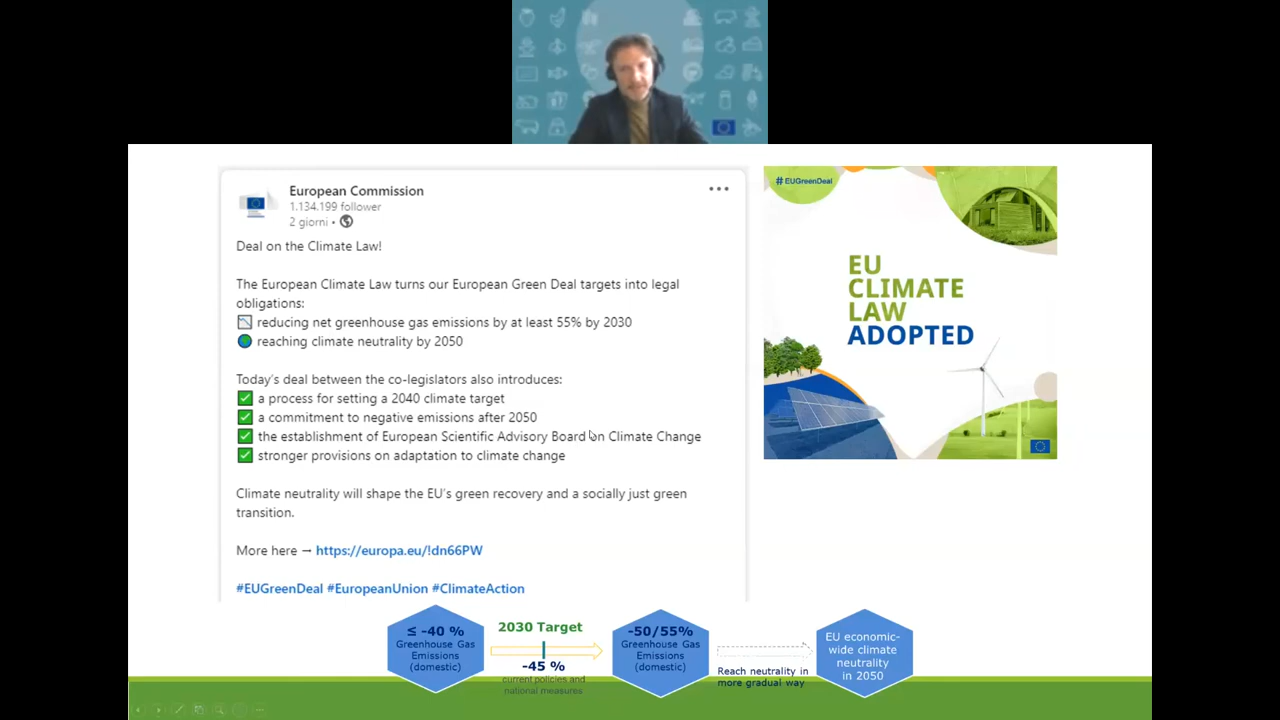 European Commission
1.134.199 follower
2 giorni •
Deal on the Climate Law!
The European Climate Law turns our European Green Deal targets into legal
obligations:
reducing net greenhouse gas emissions by at least 55% by 2030
reaching climate neutrality by 2050
Today's deal between the co-legislators also introduces:
a process for setting a 2040 climate target
a commitment to negative emissions after 2050
the establishment of European Scientific Advisory Board on Climate Change
stronger provisions on adaptation to climate change
Climate neutrality will shape the EU's green recovery and a socially just green
transition.
More here → https://europa.eu/!dn66PW
#EUGreenDeal #EuropeanUnion #ClimateAction
#EUGreenDeal
EU
CLIMATE
LAW
ADOPTED
≤ -40 %
Greenhouse Gas
Emissions
(domestic)
2030 Target
-45 %
current policies and
national measures
-50/55%
Greenhouse Gas
Emissions
(domestic)
Reach neutrality in
more gradual way
EU economic-
wide climate
neutrality
in 2050